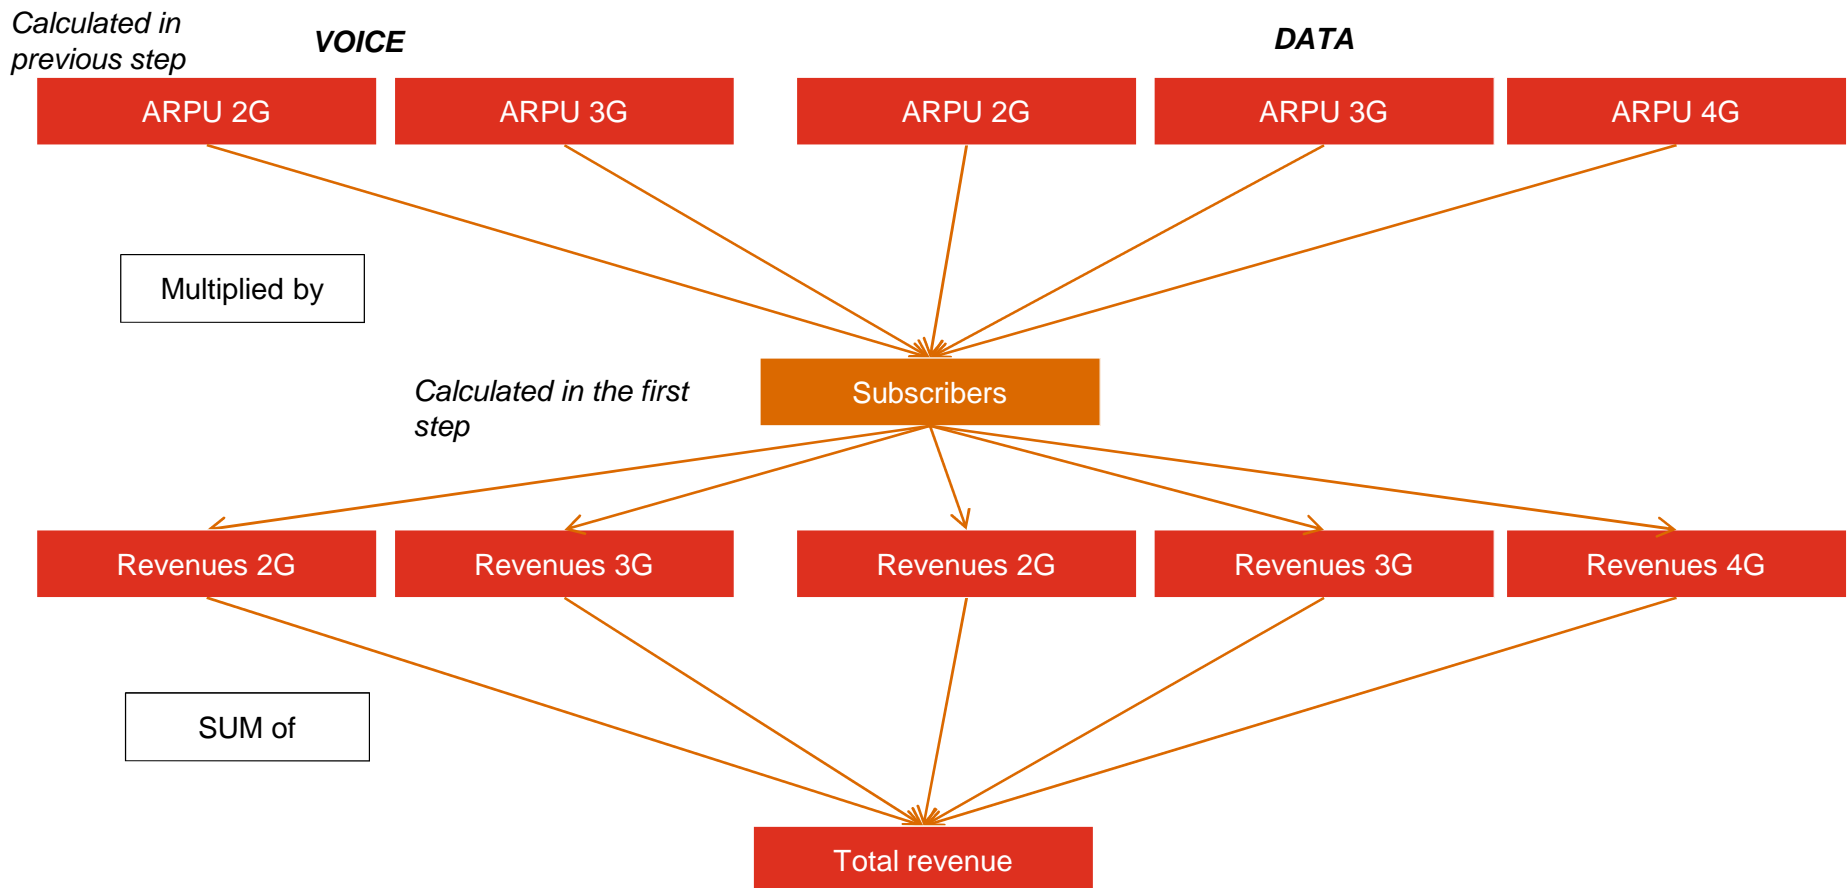 Calculated in
previous step
VOICE
DATA
ARPU 2G
ARPU 3G
ARPU 2G
ARPU 3G
ARPU 4G
Multiplied by
Calculated in the first
step
Subscribers
Revenues 2G
Revenues 3G
Revenues 2G
Revenues 3G
Revenues 4G
SUM of
Total revenue